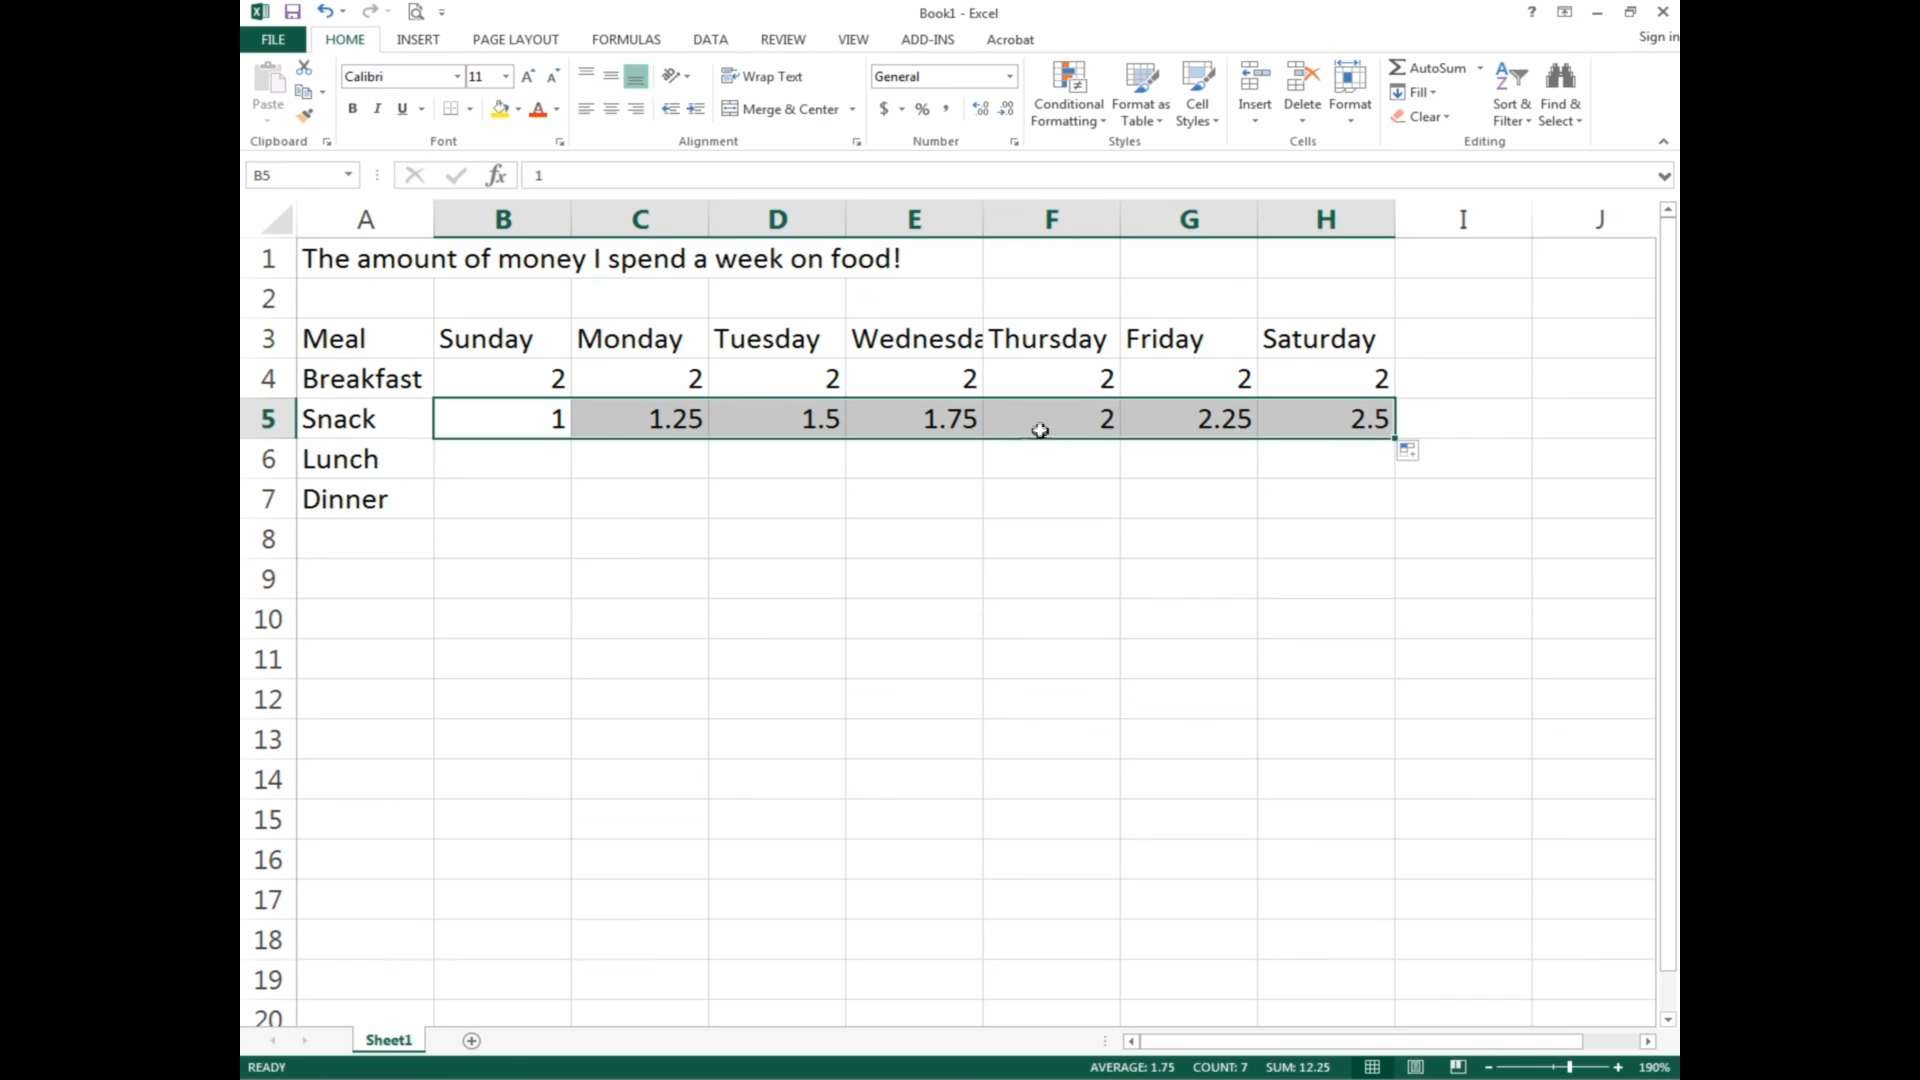 Book1 - Excel
Sign in
FILE HOME INSERT PAGE LAYOUT FORMULAS DATA REVIEW VIEW ADD-INS Acrobat
Paste
Clipboard
Calibri 11
B I U
Font
Wrap Text
Merge & Center
Alignment
General
$ % ,
Number
Conditional Formatting
Format as Table
Cell Styles
Styles
Insert Delete Format
Cells
AutoSum
Fill
Clear
Sort & Filter
Find & Select
Editing
B5 fx 1
A B C D E F G H I J
1 The amount of money I spend a week on food!
2
3 Meal Sunday Monday Tuesday Wednesda Thursday Friday Saturday
4 Breakfast 2 2 2 2 2 2 2
5 Snack 1 1.25 1.5 1.75 2 2.25 2.5
6 Lunch
7 Dinner
8
9
10
11
12
13
14
15
16
17
18
19
20
Sheet1
READY AVERAGE: 1.75 COUNT: 7 SUM: 12.25 190%